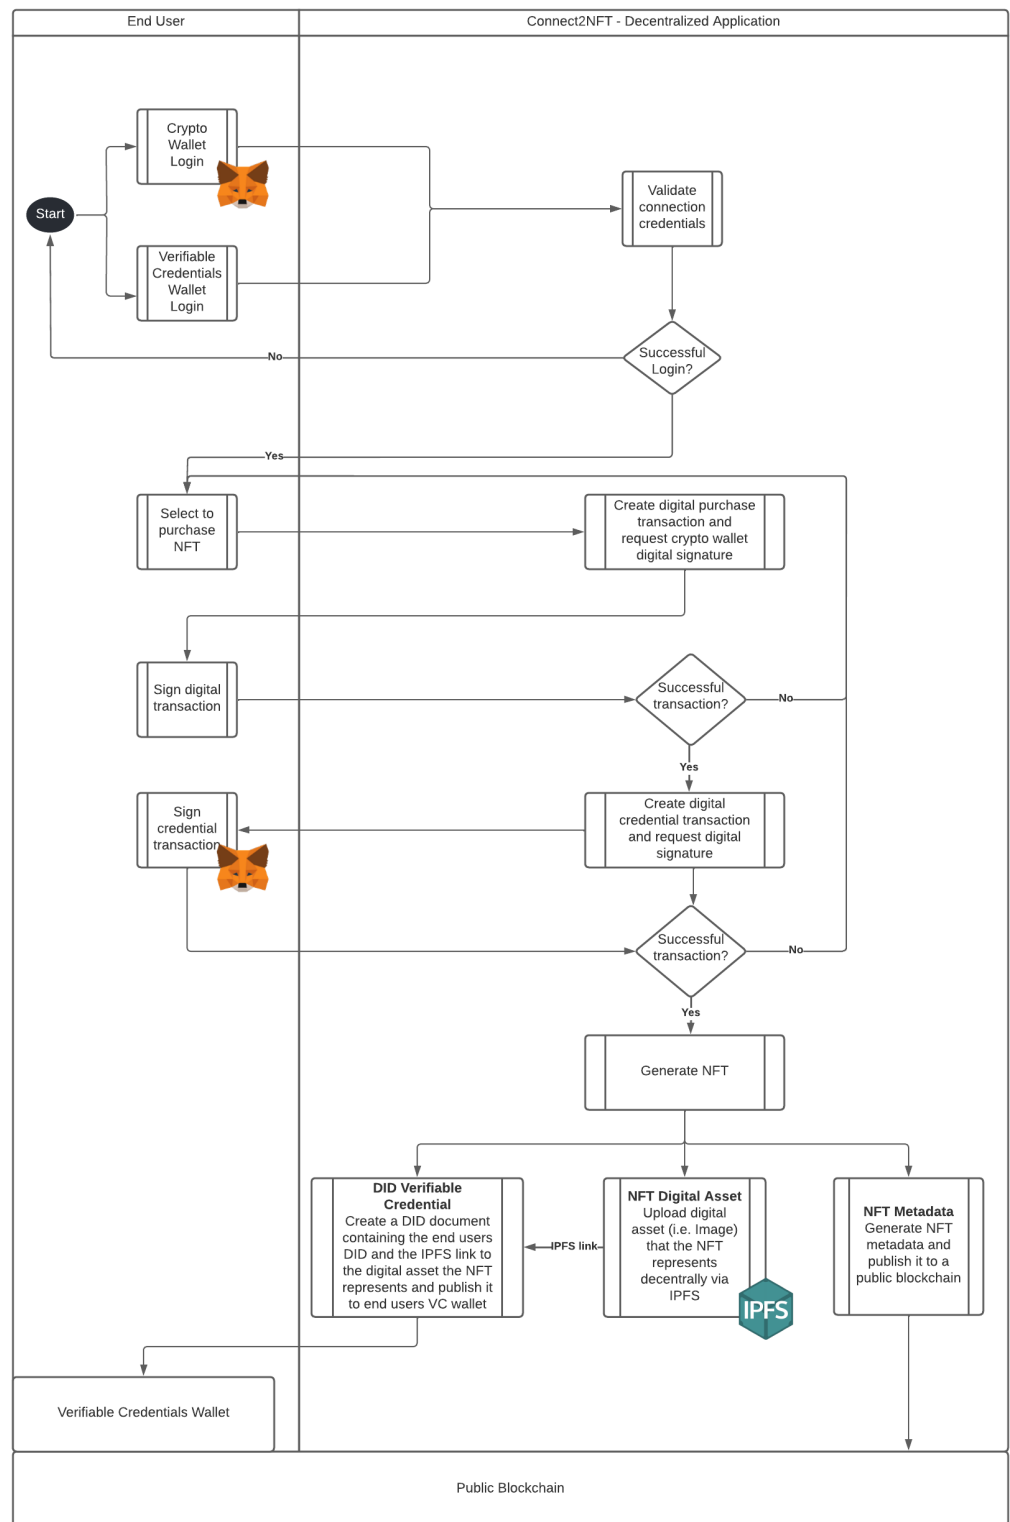 End User
Connect2NFT - Decentralized Application
Crypto
Wallet
Login
Start
Validate
connection
credentials
Verifiable
Credentials
Wallet
Login
Successful
Login?
No
Yes
Select to
purchase
NFT
Create digital purchase
transaction and
request crypto wallet
digital signature
Sign digital
transaction
Successful
transaction?
No
Yes
Sign
credential
transaction
Create digital
credential transaction
and request digital
signature
Successful
transaction?
No
Yes
Generate NFT
DID Verifiable
Credential
Create a DID document
containing the end users
DID and the IPFS link to
the digital asset the NFT
represents and publish it
to end users VC wallet
IPFS link
NFT Digital Asset
Upload digital
asset (i.e. Image)
that the NFT
represents
decentrally via
IPFS
IPFS
NFT Metadata
Generate NFT
metadata and
publish it to a
public blockchain
Verifiable Credentials Wallet
Public Blockchain